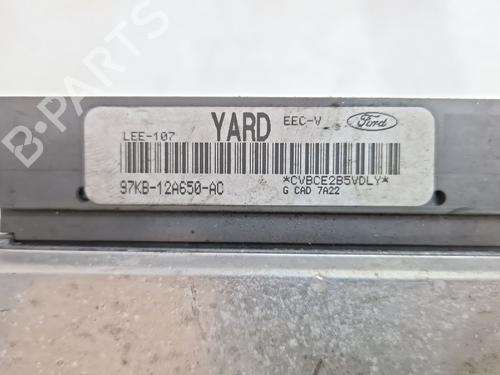 LEE-107 YARD EEC-V Ford
97KB-12A650-AC *CVBCE2B5VDLY*
G CAD 7A22
B-PARTS